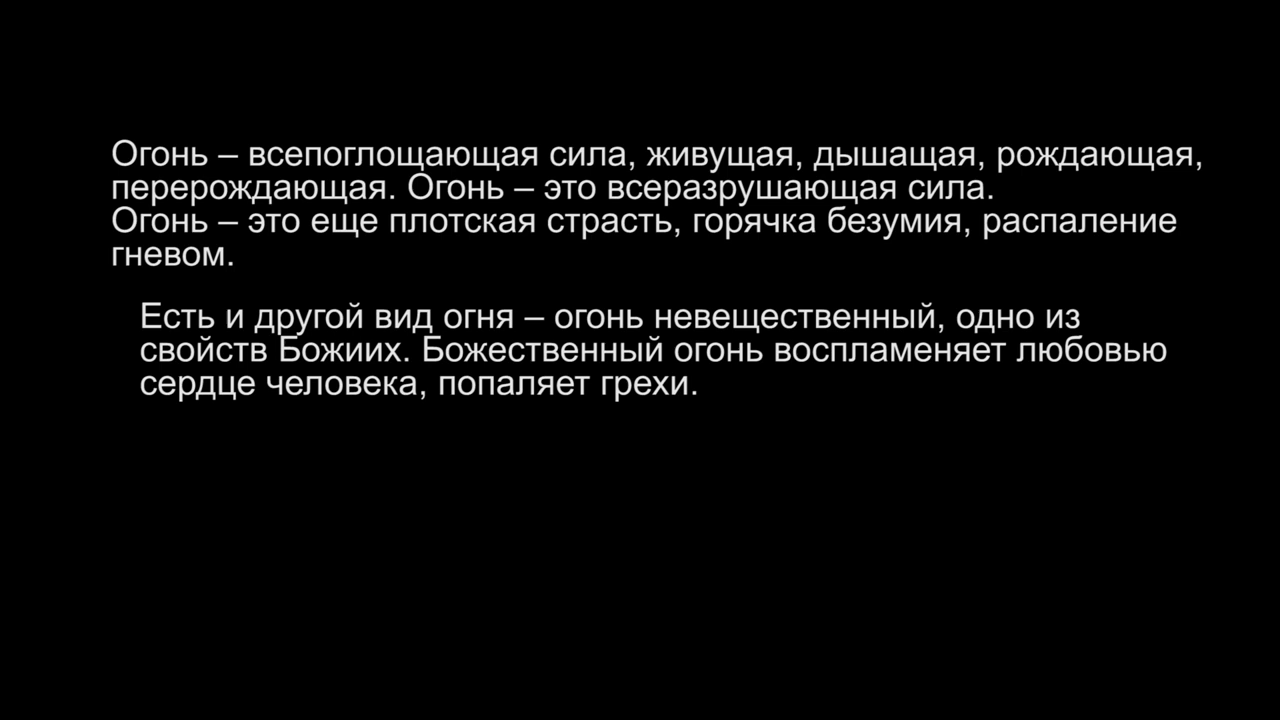 Огонь – всепоглощающая сила, живущая, дышащая, рождающая,
перерождающая. Огонь – это всеразрушающая сила.
Огонь – это еще плотская страсть, горячка безумия, распаление
гневом.
Есть и другой вид огня – огонь невещественный, одно из
свойств Божиих. Божественный огонь воспламеняет любовью
сердце человека, попаляет грехи.